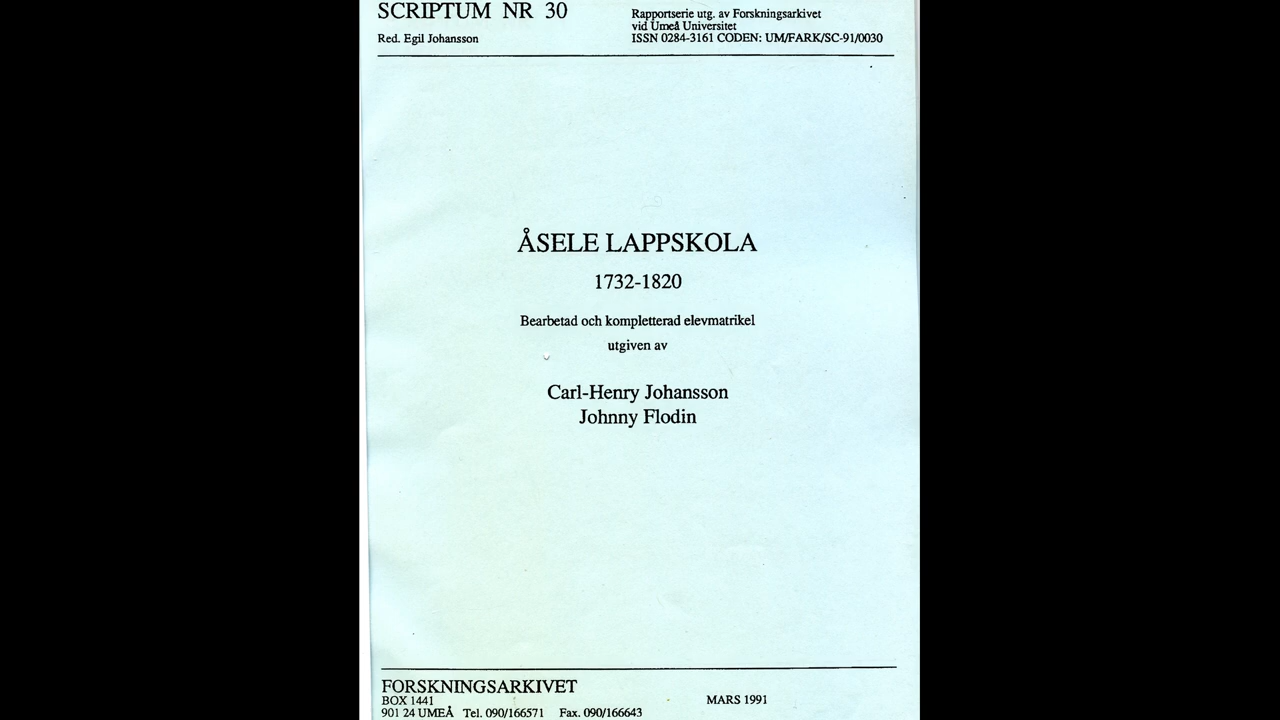 SCRIPTUM NR 30
Red. Egil Johansson
Rapportserie utg. av Forskningsarkivet
vid Umeå Universitet
ISSN 0284-3161 CODEN: UM/FARK/SC-91/0030
ÅSELE LAPPSKOLA
1732-1820
Bearbetad och kompletterad elevmatrikel
utgiven av
Carl-Henry Johansson
Johnny Flodin
FORSKNINGSARKIVET
BOX 1441
901 24 UMEÅ Tel. 090/166571 Fax. 090/166643
MARS 1991